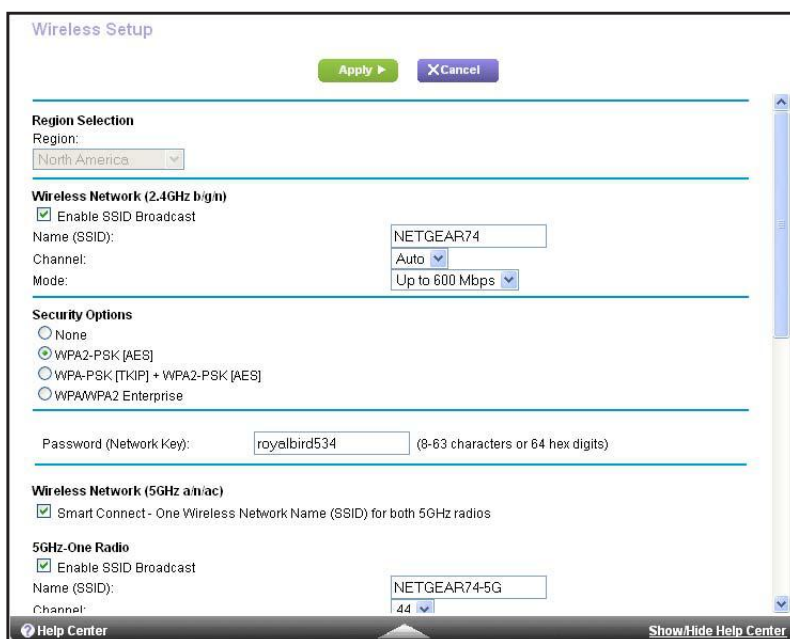 Wireless Setup
Apply
Cancel
Region Selection
Region:
North America
Wireless Network (2.4GHz b/g/n)
Enable SSID Broadcast
Name (SSID): NETGEAR74
Channel: Auto
Mode: Up to 600 Mbps
Security Options
None
WPA2-PSK [AES]
WPA-PSK [TKIP] + WPA2-PSK [AES]
WPA/WPA2 Enterprise
Password (Network Key): royalbird534 (8-63 characters or 64 hex digits)
Wireless Network (5GHz a/n/ac)
Smart Connect - One Wireless Network Name (SSID) for both 5GHz radios
5GHz-One Radio
Enable SSID Broadcast
Name (SSID): NETGEAR74-5G
Channel: 44
Help Center Show/Hide Help Center